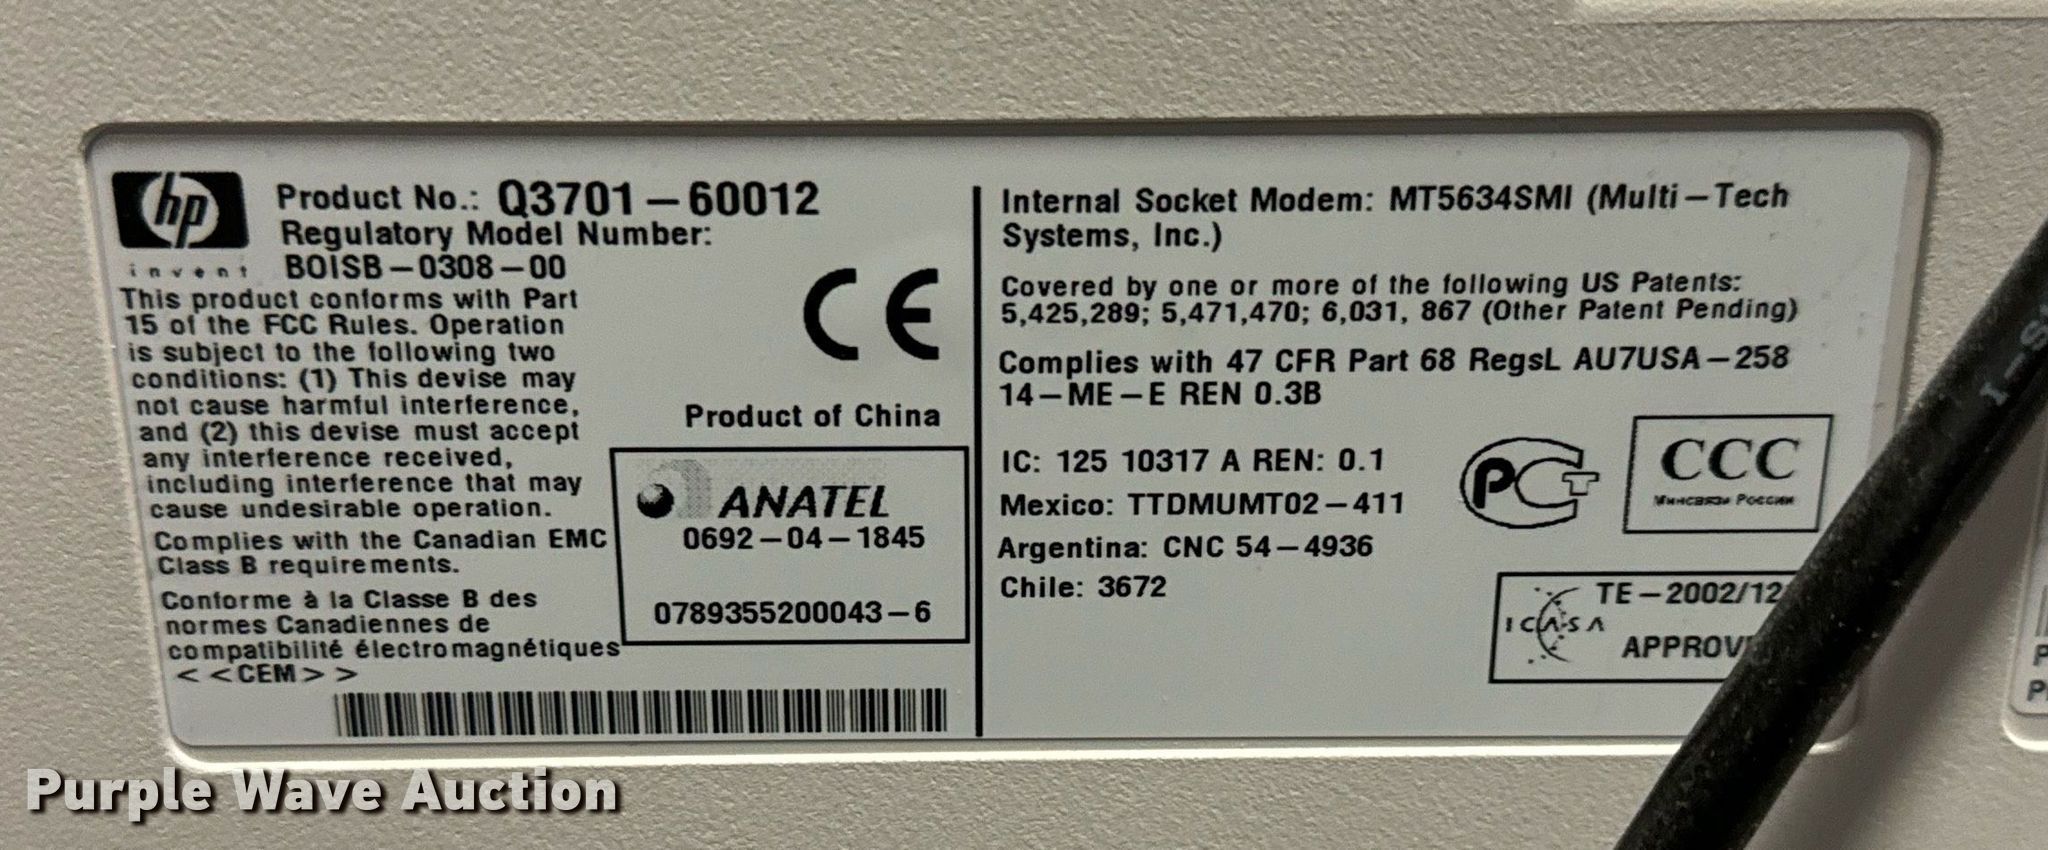 hp
invent
Product No.: Q3701-60012
Regulatory Model Number:
BOISB-0308-00
This product conforms with Part
15 of the FCC Rules. Operation
is subject to the following two
conditions: (1) This devise may
not cause harmful interference,
and (2) this devise must accept
any interference received,
including interference that may
cause undesirable operation.
Complies with the Canadian EMC
Class B requirements.
Conforme à la Classe B des
normes Canadiennes de
compatibilité électromagnétiques
<<CEM>>
CE
Product of China
ANATEL
0692-04-1845
0789355200043-6
Internal Socket Modem: MT5634SMI (Multi-Tech
Systems, Inc.)
Covered by one or more of the following US Patents:
5,425,289; 5,471,470; 6,031, 867 (Other Patent Pending)
Complies with 47 CFR Part 68 RegsL AU7USA-258
14-ME-E REN 0.3B
IC: 125 10317 A REN: 0.1
Mexico: TTDMUMT02-411
Argentina: CNC 54-4936
Chile: 3672
PCT
CCC
Минсвязи России
ICASA
TE-2002/12
APPROV
Purple Wave Auction